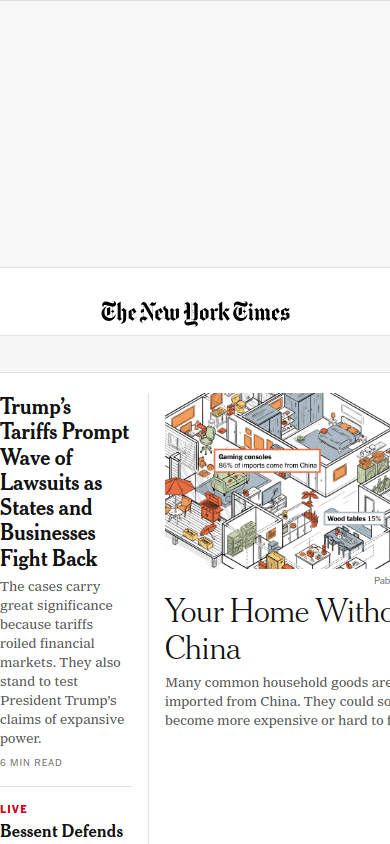 The New York Times
Trump's
Tariffs Prompt
Wave of
Lawsuits as
States and
Businesses
Fight Back
The cases carry
great significance
because tariffs
roiled financial
markets. They also
stand to test
President Trump's
claims of expansive
power.
6 MIN READ
LIVE
Bessent Defends
Gaming consoles
86% of imports come from China
Wood tables 15%
Pab
Your Home Witho
China
Many common household goods are
imported from China. They could so
become more expensive or hard to f